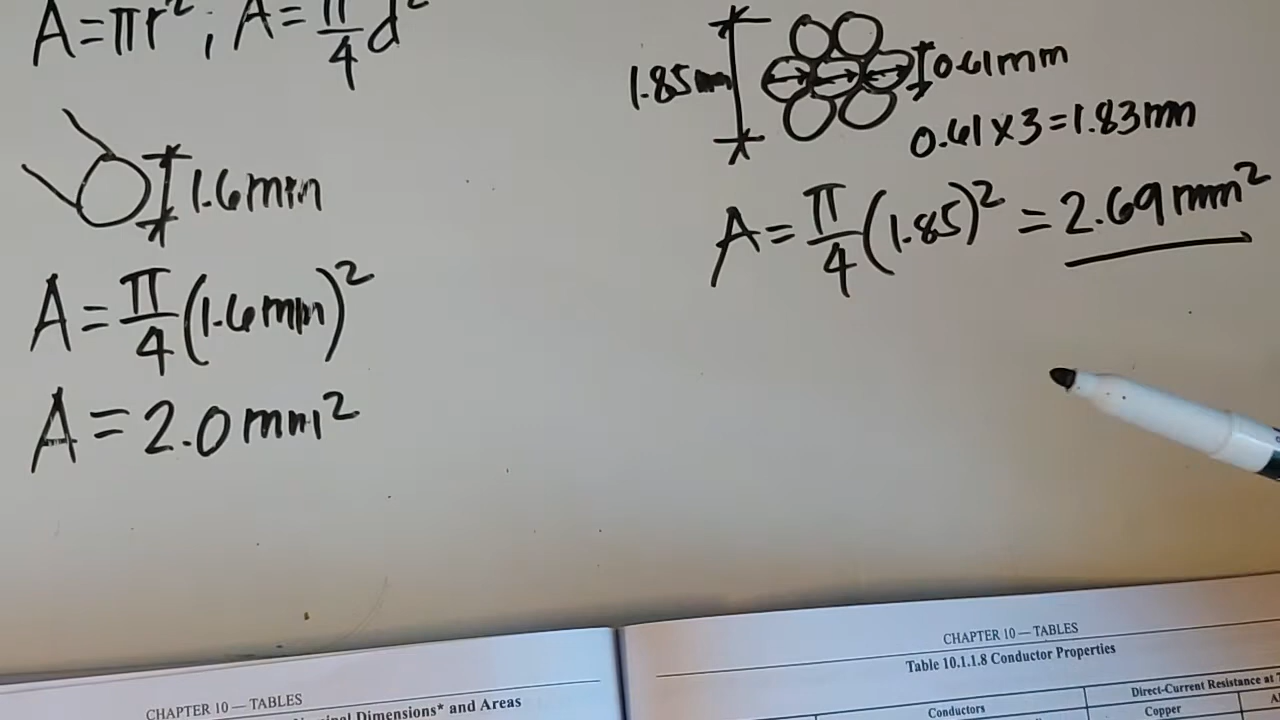 A=πr²; A=π/4 d²
1.6mm
A=π/4(1.6mm)²
A=2.0mm²
1.85mm
0.61mm
0.61x3=1.83mm
A=π/4(1.85)²=2.69mm²
CHAPTER 10 — TABLES
Dimensions* and Areas
CHAPTER 10 — TABLES
Table 10.1.1.8 Conductor Properties
Conductors
Direct-Current Resistance at
Copper